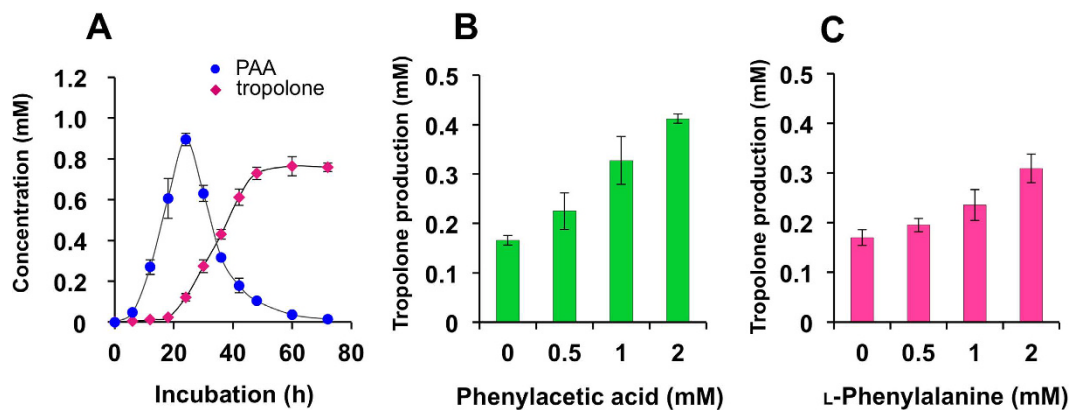 A
PAA
tropolone
Concentration (mM)
1.2
1.0
0.8
0.6
0.4
0.2
0
0 20 40 60 80
Incubation (h)
B
Tropolone production (mM)
0.5
0.4
0.3
0.2
0.1
0
0 0.5 1 2
Phenylacetic acid (mM)
C
Tropolone production (mM)
0.5
0.4
0.3
0.2
0.1
0
0 0.5 1 2
L-Phenylalanine (mM)